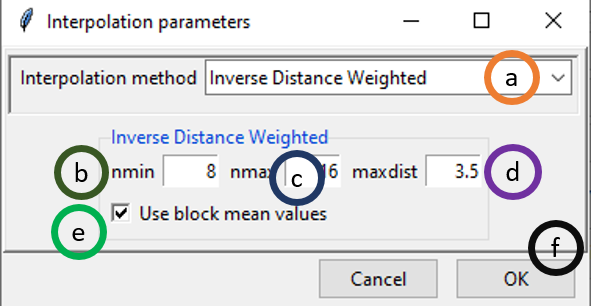 Interpolation parameters
Interpolation method Inverse Distance Weighted a
Inverse Distance Weighted
b nmin 8 nmax c 16 maxdist 3.5 d
e Use block mean values
f
Cancel OK